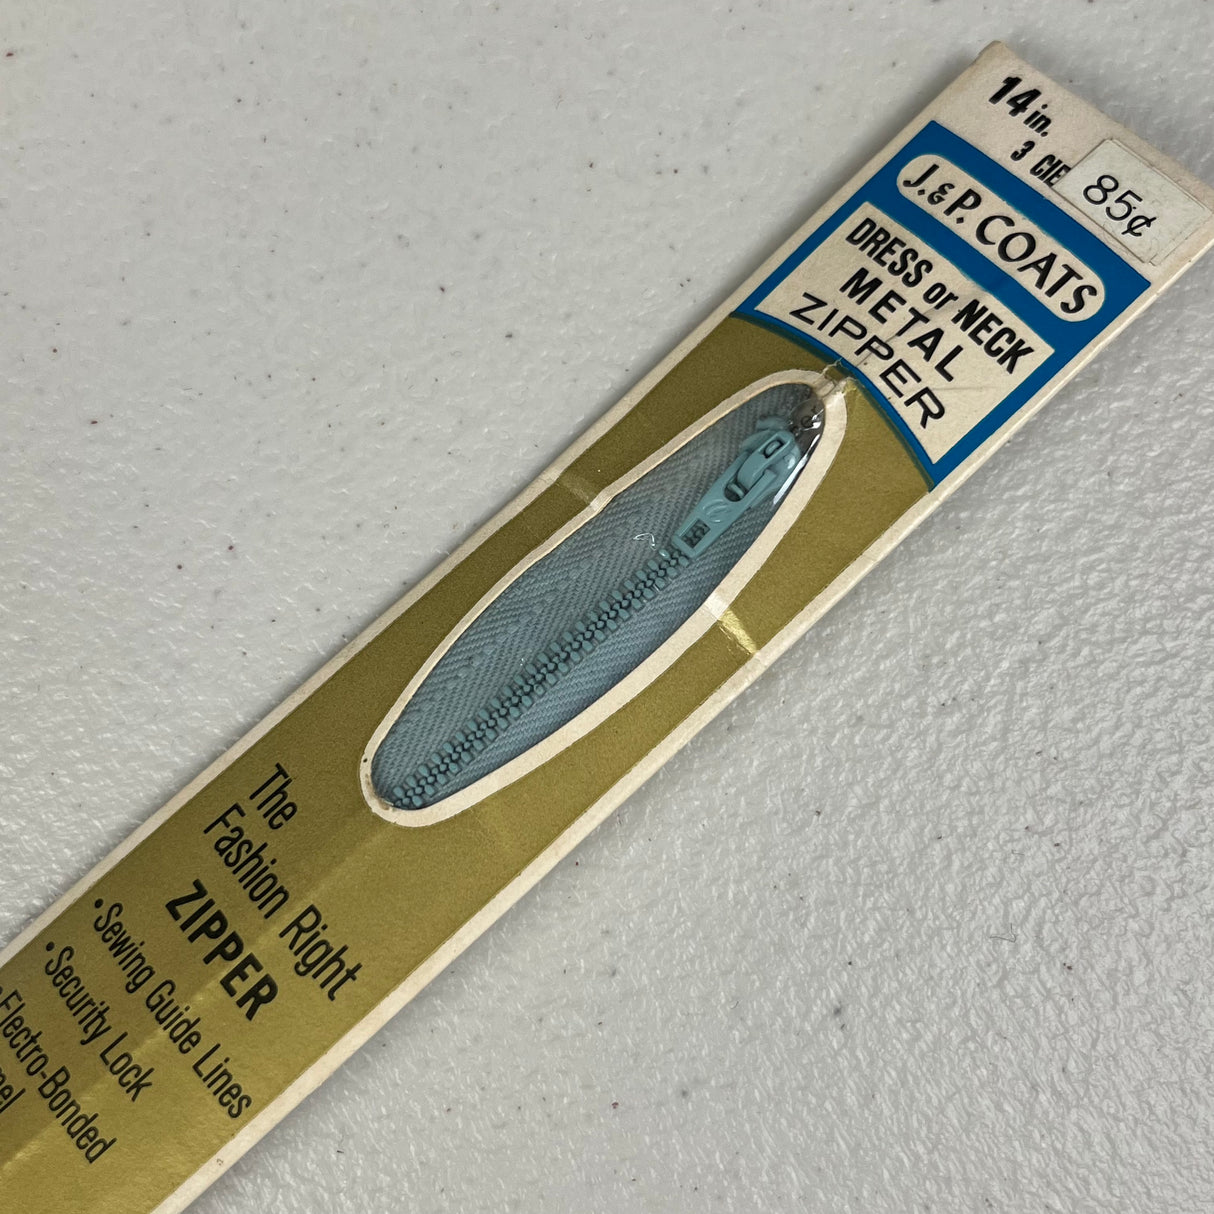 14 in.
3 CIE
85¢
J.&P. COATS
DRESS or NECK
METAL
ZIPPER
The
Fashion Right
ZIPPER
•Sewing Guide Lines
•Security Lock
•Electro-Bonded